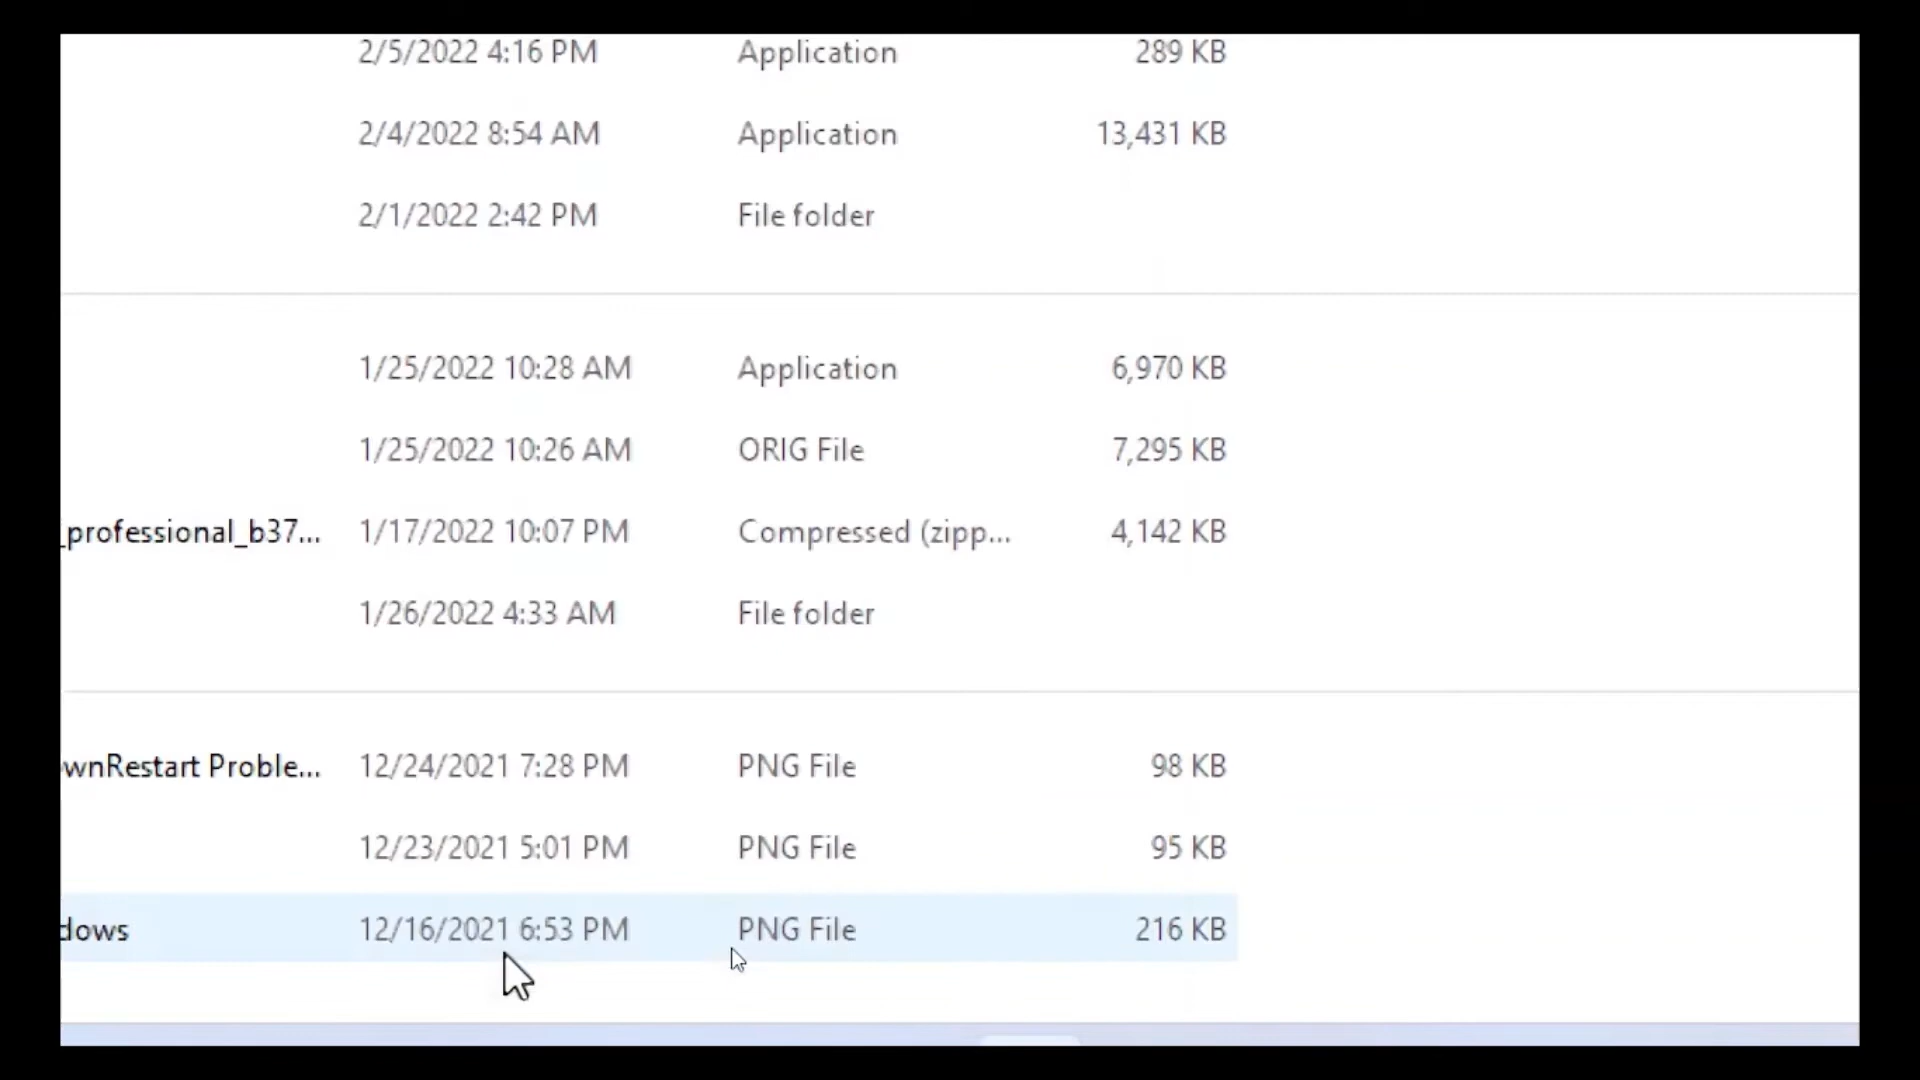 2/5/2022 4:16 PM Application 289 KB
2/4/2022 8:54 AM Application 13,431 KB
2/1/2022 2:42 PM File folder
1/25/2022 10:28 AM Application 6,970 KB
1/25/2022 10:26 AM ORIG File 7,295 KB
_professional_b37... 1/17/2022 10:07 PM Compressed (zipp... 4,142 KB
1/26/2022 4:33 AM File folder
wnRestart Proble... 12/24/2021 7:28 PM PNG File 98 KB
12/23/2021 5:01 PM PNG File 95 KB
dows 12/16/2021 6:53 PM PNG File 216 KB